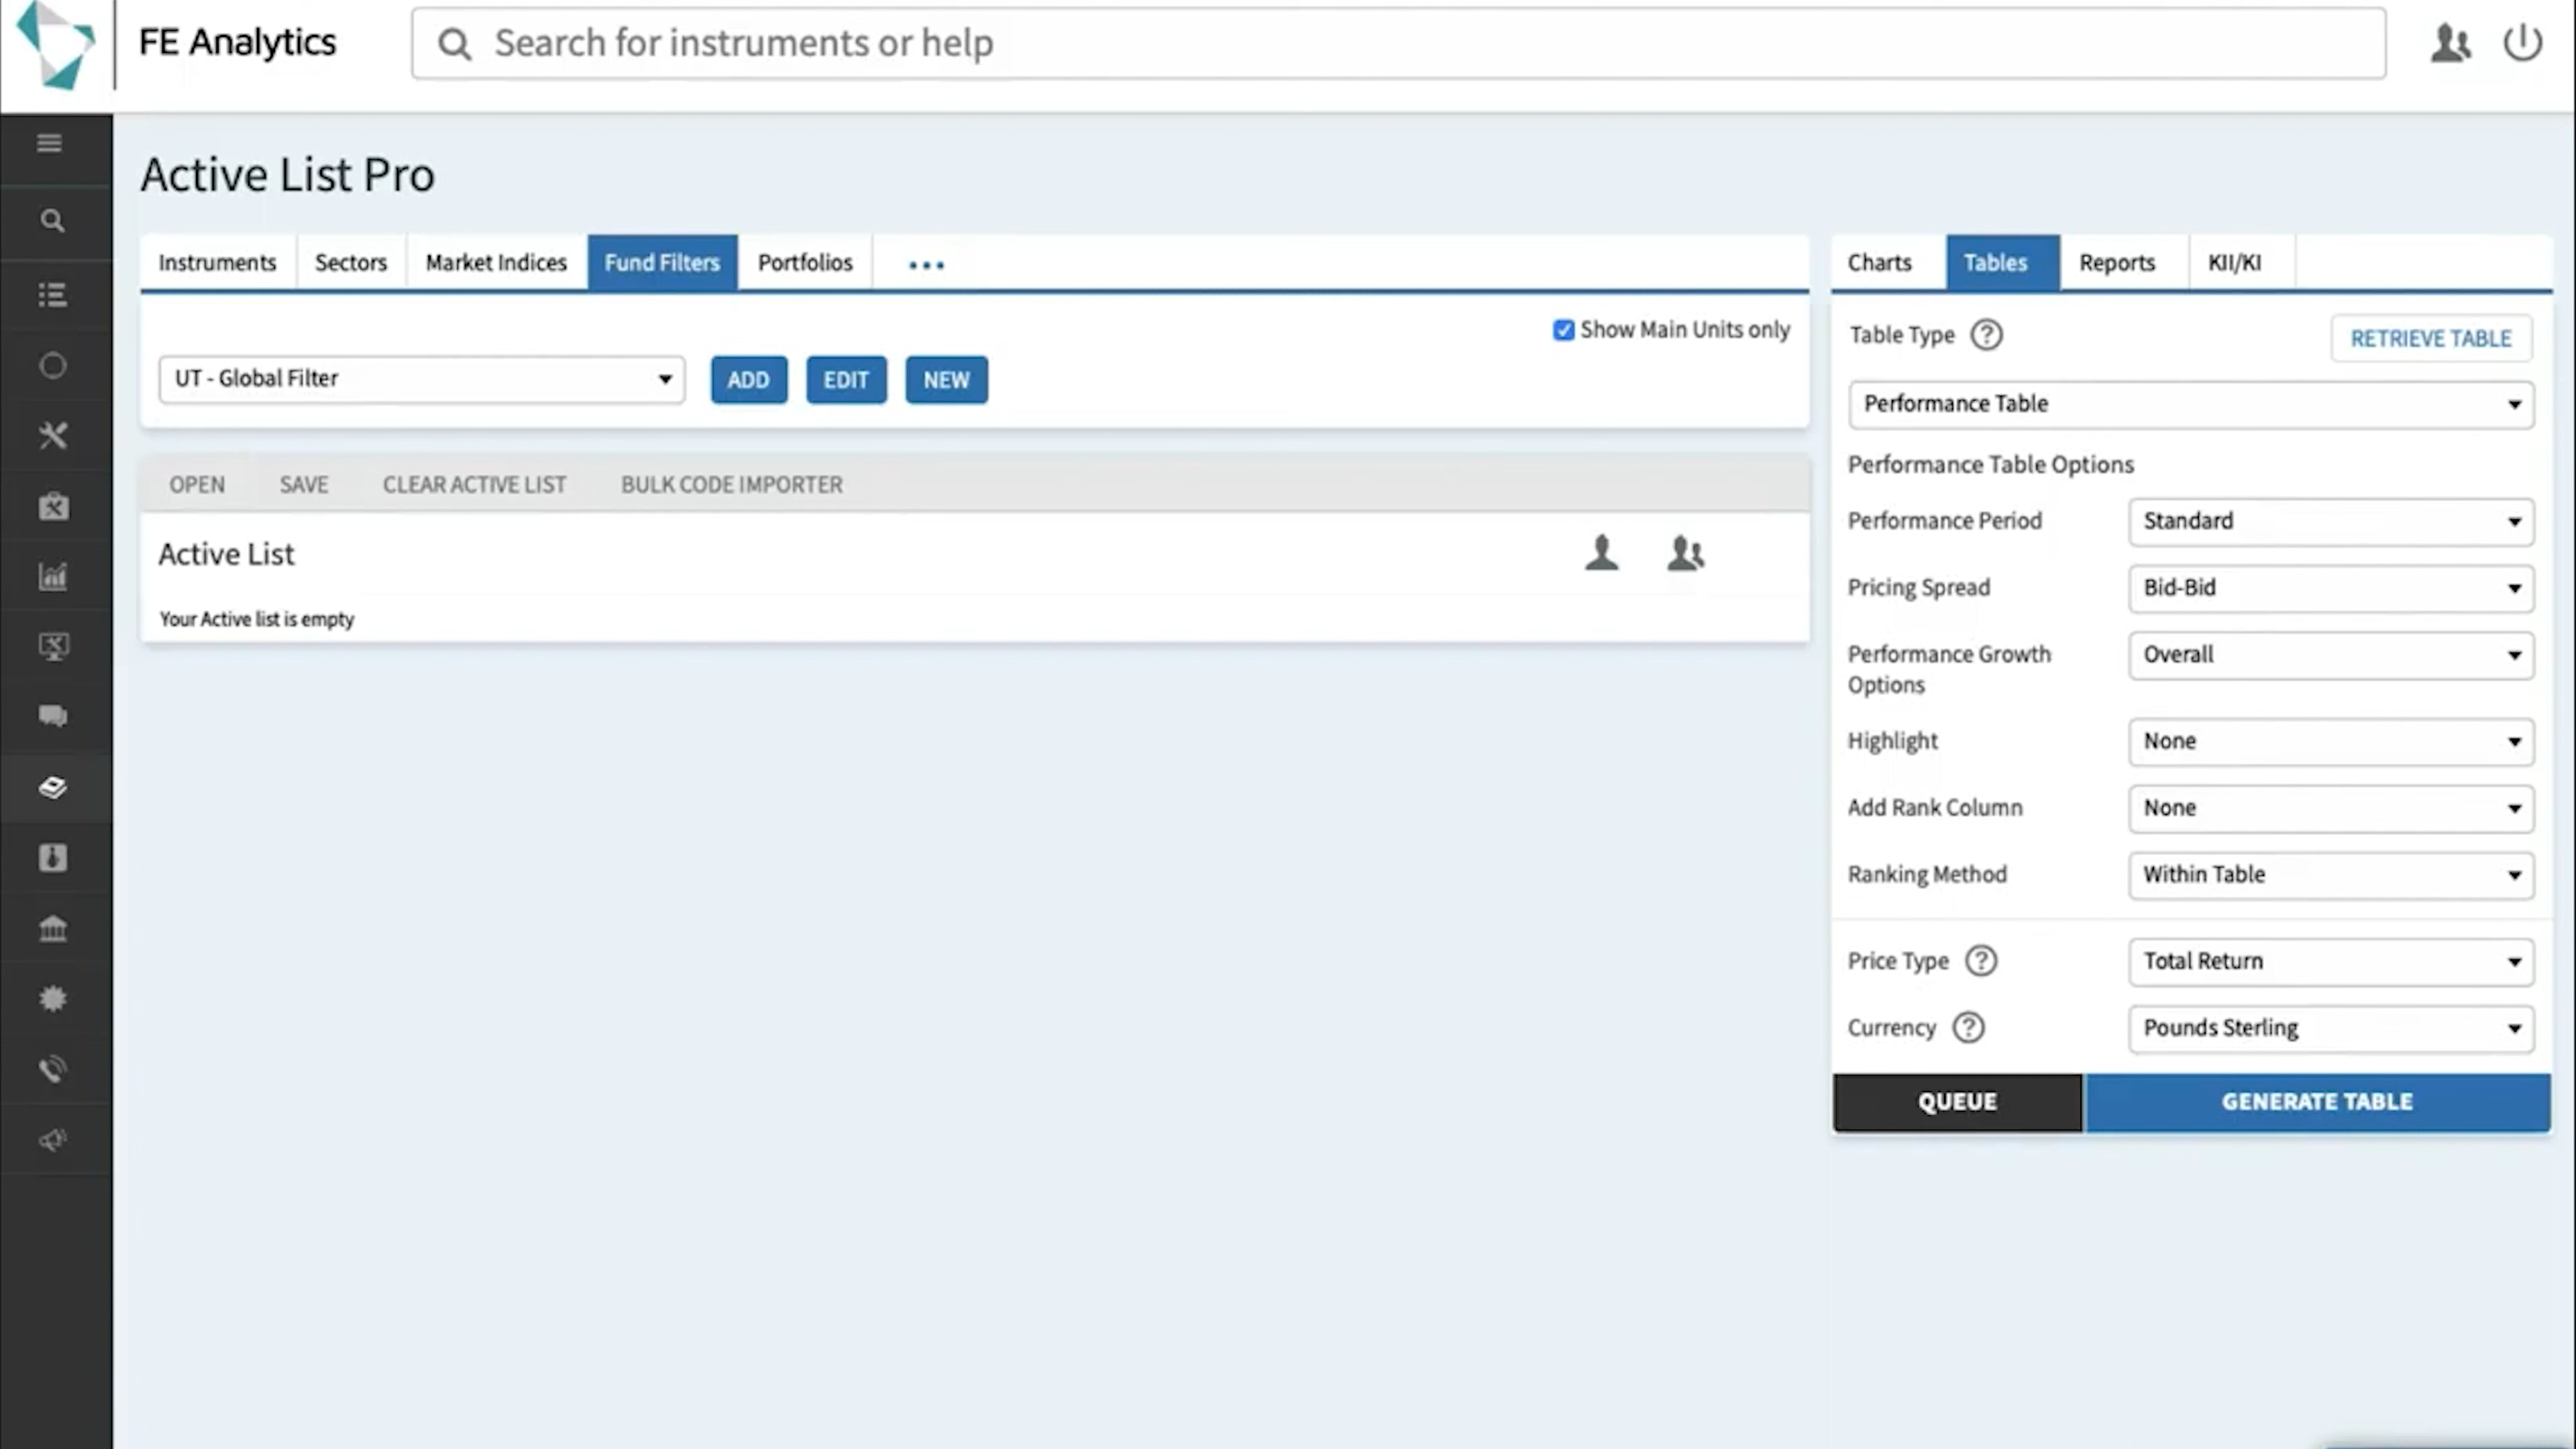 FE Analytics
Search for instruments or help
Active List Pro
Instruments
Sectors
Market Indices
Fund Filters
Portfolios
Show Main Units only
UT - Global Filter
ADD
EDIT
NEW
OPEN
SAVE
CLEAR ACTIVE LIST
BULK CODE IMPORTER
Active List
Your Active list is empty
Charts
Tables
Reports
KII/KI
Table Type
RETRIEVE TABLE
Performance Table
Performance Table Options
Performance Period
Standard
Pricing Spread
Bid-Bid
Performance Growth
Options
Overall
Highlight
None
Add Rank Column
None
Ranking Method
Within Table
Price Type
Total Return
Currency
Pounds Sterling
QUEUE
GENERATE TABLE